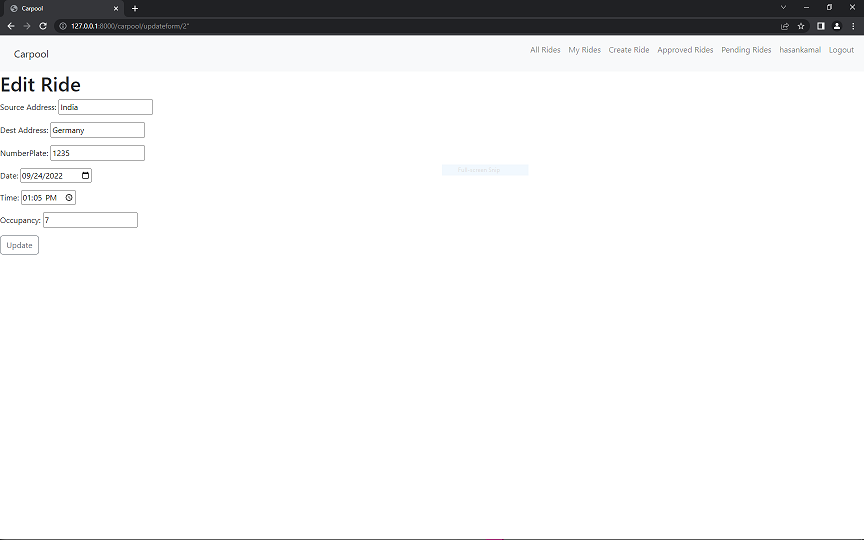 Carpool
127.0.0.1:8000/carpool/updateform/2"
Carpool
All Rides My Rides Create Ride Approved Rides Pending Rides hasankamal Logout
Edit Ride
Source Address: India
Dest Address: Germany
NumberPlate: 1235
Date: 09/24/2022
Time: 01:05 PM
Occupancy: 7
Update